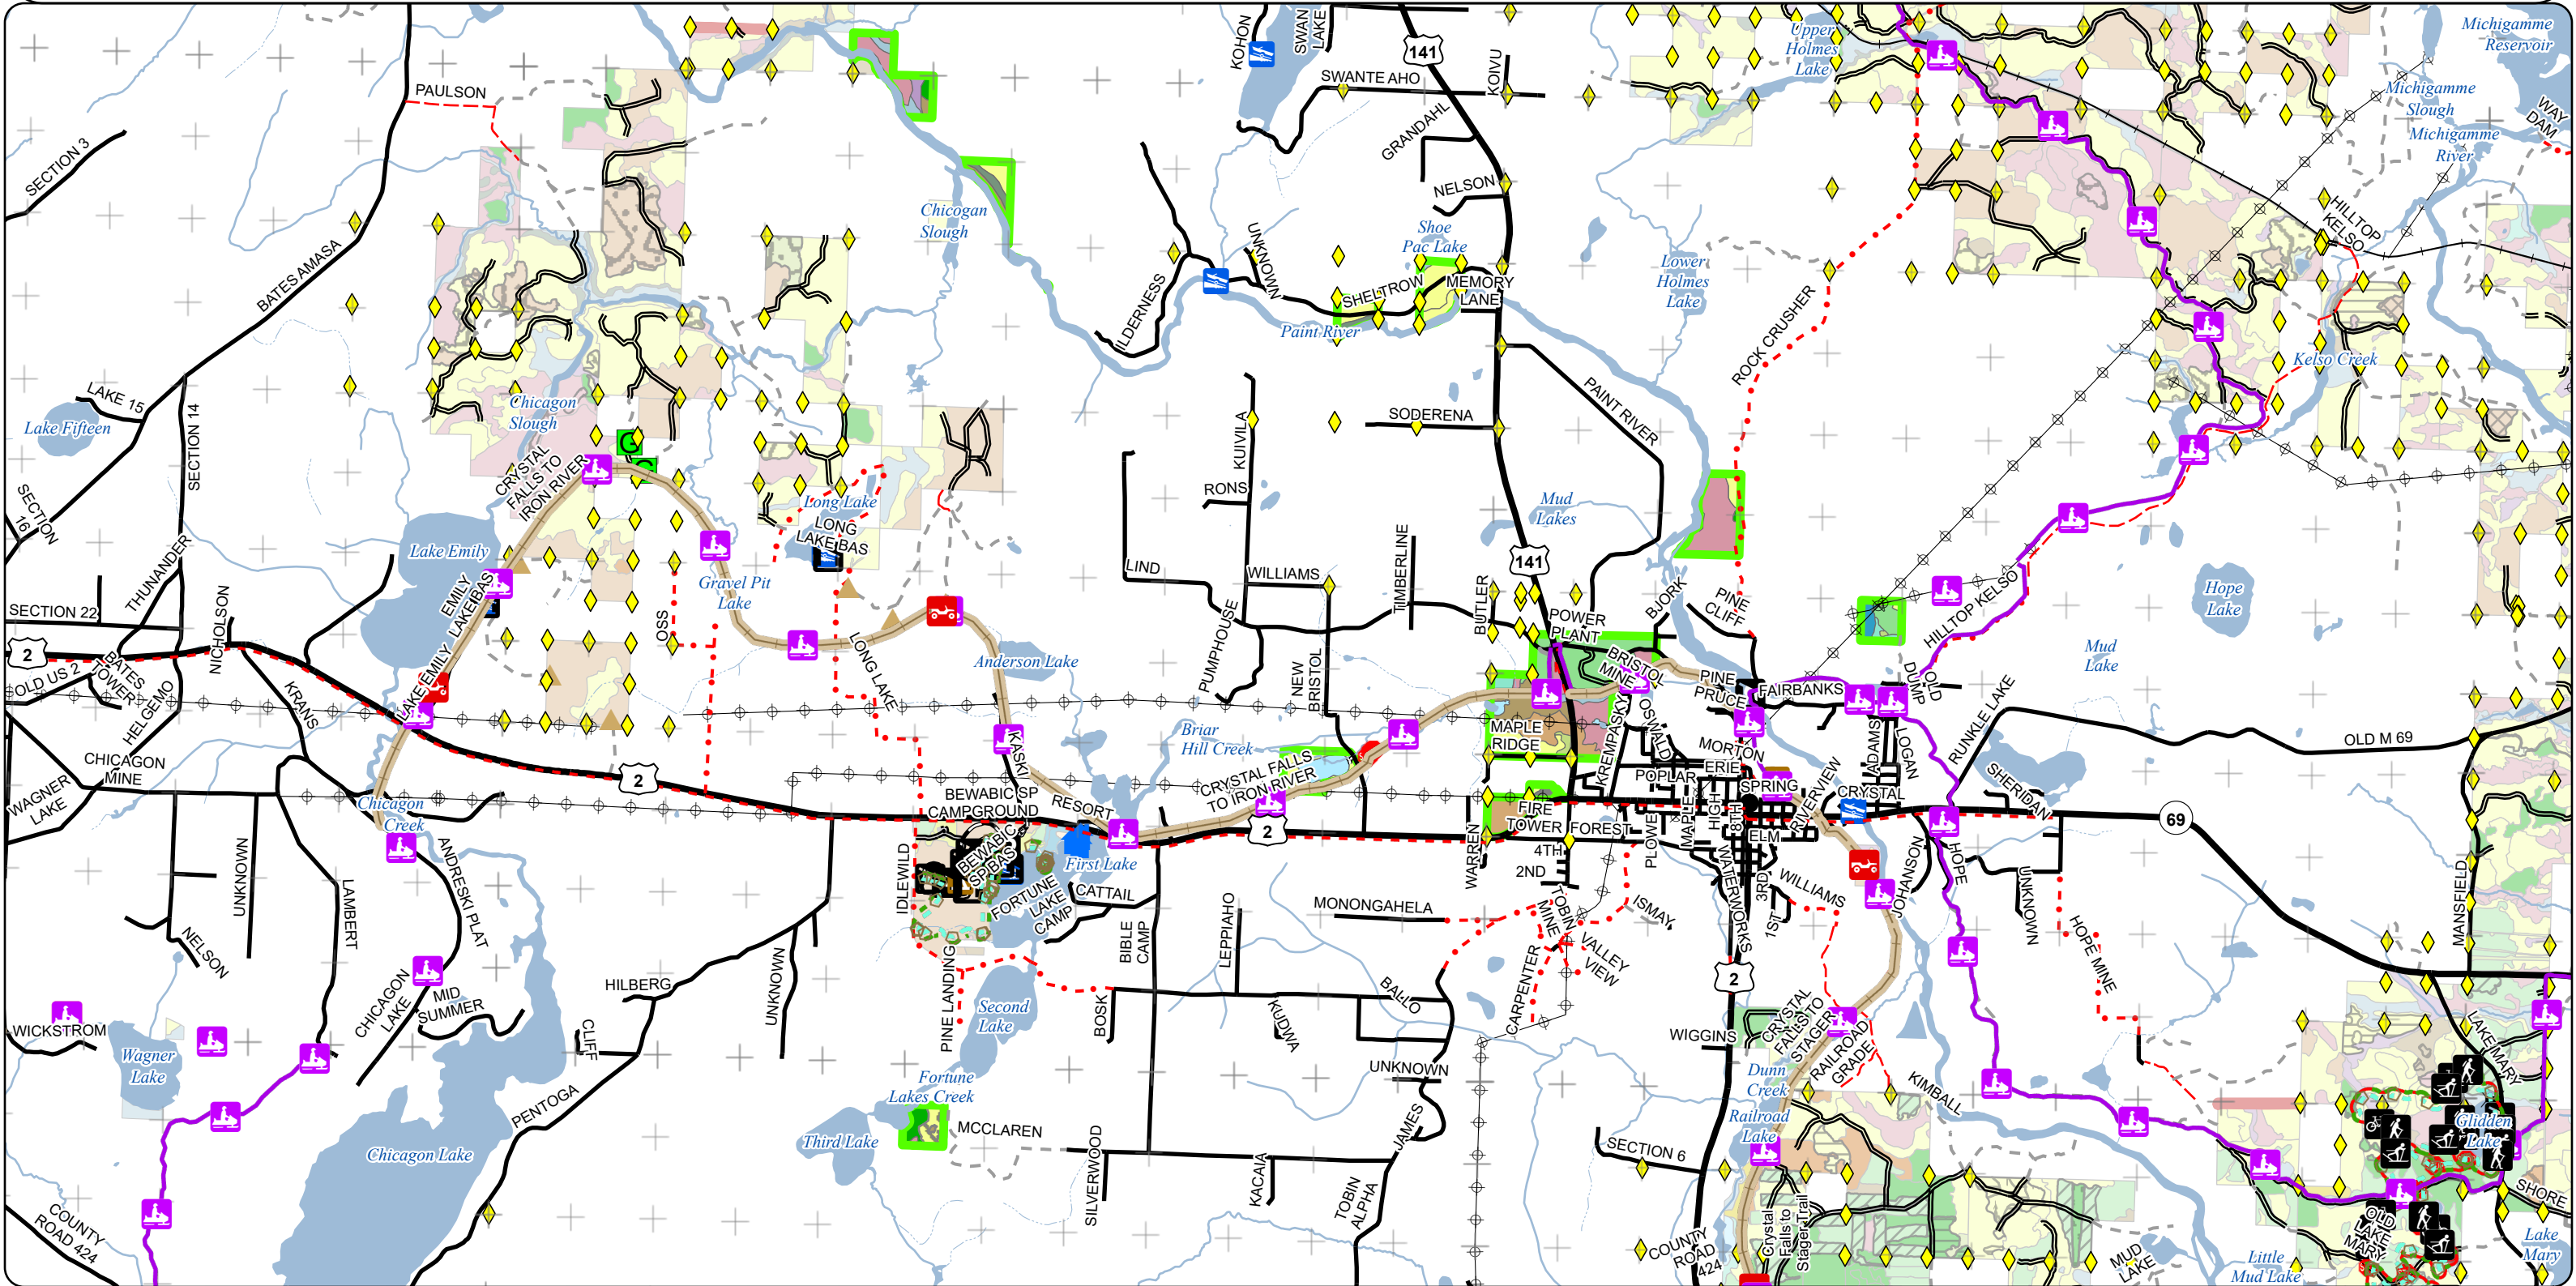 KOHON
SWAN
LAKE
141
SWANTE AHO
KOIVU
GRANDAHL
NELSON
Upper
Holmes
Lake
Michigamme
Reservoir
Michigamme
Slough
Michigamme
River
WAY
DAM
PAULSON
SECTION 3
BATES AMASA
Chicogan
Slough
UNKNOWN
ILDERNESS
Shoe
Pac Lake
SHELTROW
MEMORY
LANE
Paint River
Lower
Holmes
Lake
ROCK CRUSHER
HILLTOP
KELSO
Kelso Creek
LAKE 15
Lake Fifteen
SECTION 14
SECTION
16
Chicagon
Slough
CRYSTAL
FALLS TO
IRON RIVER
G
Long Lake
LONG
LAKE BAS
KUIVILA
RONS
SODERENA
PAINT RIVER
Mud
Lakes
141
Lake Emily
EMILY
LAKE BAS
Gravel Pit
Lake
LIND
WILLIAMS
TIMBERLINE
BUTLER
BJORK
PINE
CLIFF
POWER
PLANT
Hope
Lake
HILLTOP KELSO
SECTION 22
THUNANDER
NICHOLSON
OSS
LONG LAKE
Anderson Lake
PUMPHOUSE
NEW
BRISTOL
BRISTOL
MINE
PINE
PRUCE
FAIRBANKS
OLD
DUMP
Mud
Lake
2
OLD US 2
BATES
TOWER
HELGEMO
KRANS
LAKE EMILY
KASKI
Briar
Hill Creek
MAPLE
RIDGE
KREMPASKY
OSWALD
MORTON
ADAMS
LOGAN
RUNKLE LAKE
OLD M 69
CHICAGON
MINE
WAGNER
LAKE
2
BEWABIC SP
CAMPGROUND
RESORT
CRYSTAL FALLS
TO IRON RIVER
POPLAR
ERIE
SPRING
RIVERVIEW
CRYSTAL
SHERIDAN
69
Chicagon
Creek
2
FIRE
TOWER
FOREST
PLOWE
MAPLE
HIGH
8TH
ELM
WARREN
4TH
2ND
UNKNOWN
LAMBERT
ANDRESKI PLAT
IDLEWILD
BEWABIC
SP BAS
First Lake
FORTUNE
LAKE
CAMP
CATTAIL
BIBLE
CAMP
LEPPIAHO
MONONGAHELA
TOBIN
MINE
ISMAY
WATERWORKS
3RD
1ST
WILLIAMS
JOHANSON
HOPE
UNKNOWN
HOPE MINE
MANSFIELD
NELSON
CHICAGON
LAKE
MID
SUMMER
HILBERG
UNKNOWN
PINE LANDING
Second
Lake
BOSK
KUDWA
BALLO
CARPENTER
VALLEY
VIEW
2
WIGGINS
CRYSTAL
FALLS TO
STAGER
RAILROAD
GRADE
WICKSTROM
Wagner
Lake
CLIFF
PENTOGA
Fortune
Lakes Creek
UNKNOWN
Dunn
Creek
KIMBALL
LAKE MARY
Chicagon Lake
Third Lake
MCCLAREN
JAMES
Railroad
Lake
SECTION 6
Glidden
Lake
COUNTY
ROAD 424
SILVERWOOD
KACAIA
TOBIN
ALPHA
COUNTY
ROAD
424
Crystal
Falls to
Stager Trail
MUD
LAKE
Little
Mud Lake
OLD
LAKE
MARY
SHORE
Lake
Mary